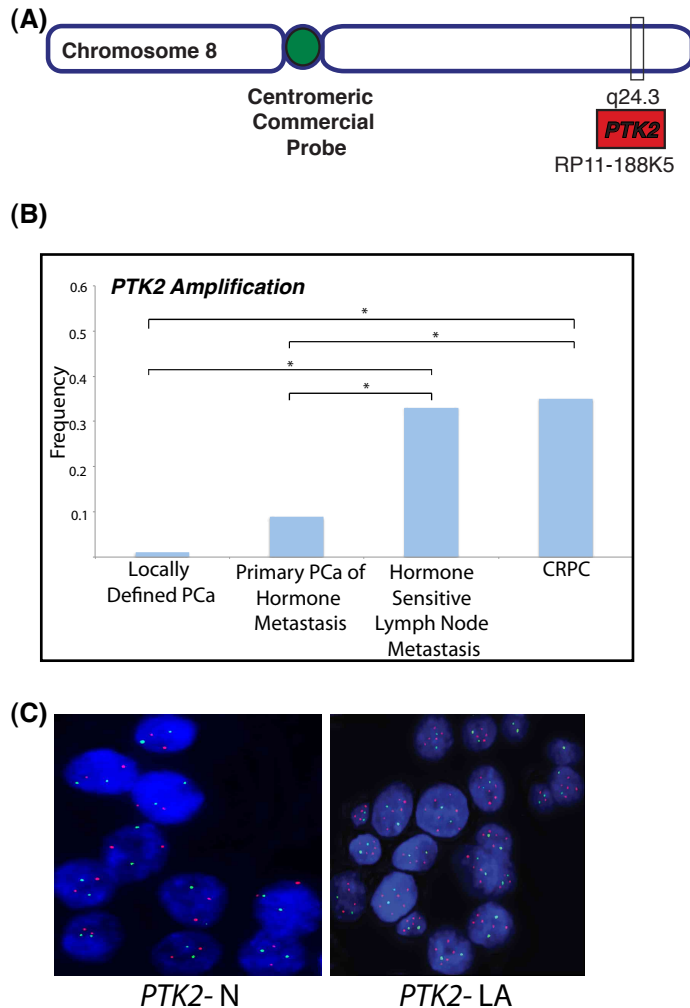 (A)
Chromosome 8
Centromeric
Commercial
Probe
q24.3
PTK2
RP11-188K5
(B)
PTK2 Amplification
Frequency
0.6
0.5
0.4
0.3
0.2
0.1
*
*
*
*
Locally
Defined PCa
Primary PCa of
Hormone
Metastasis
Hormone
Sensitive
Lymph Node
Metastasis
CRPC
(C)
PTK2- N
PTK2- LA